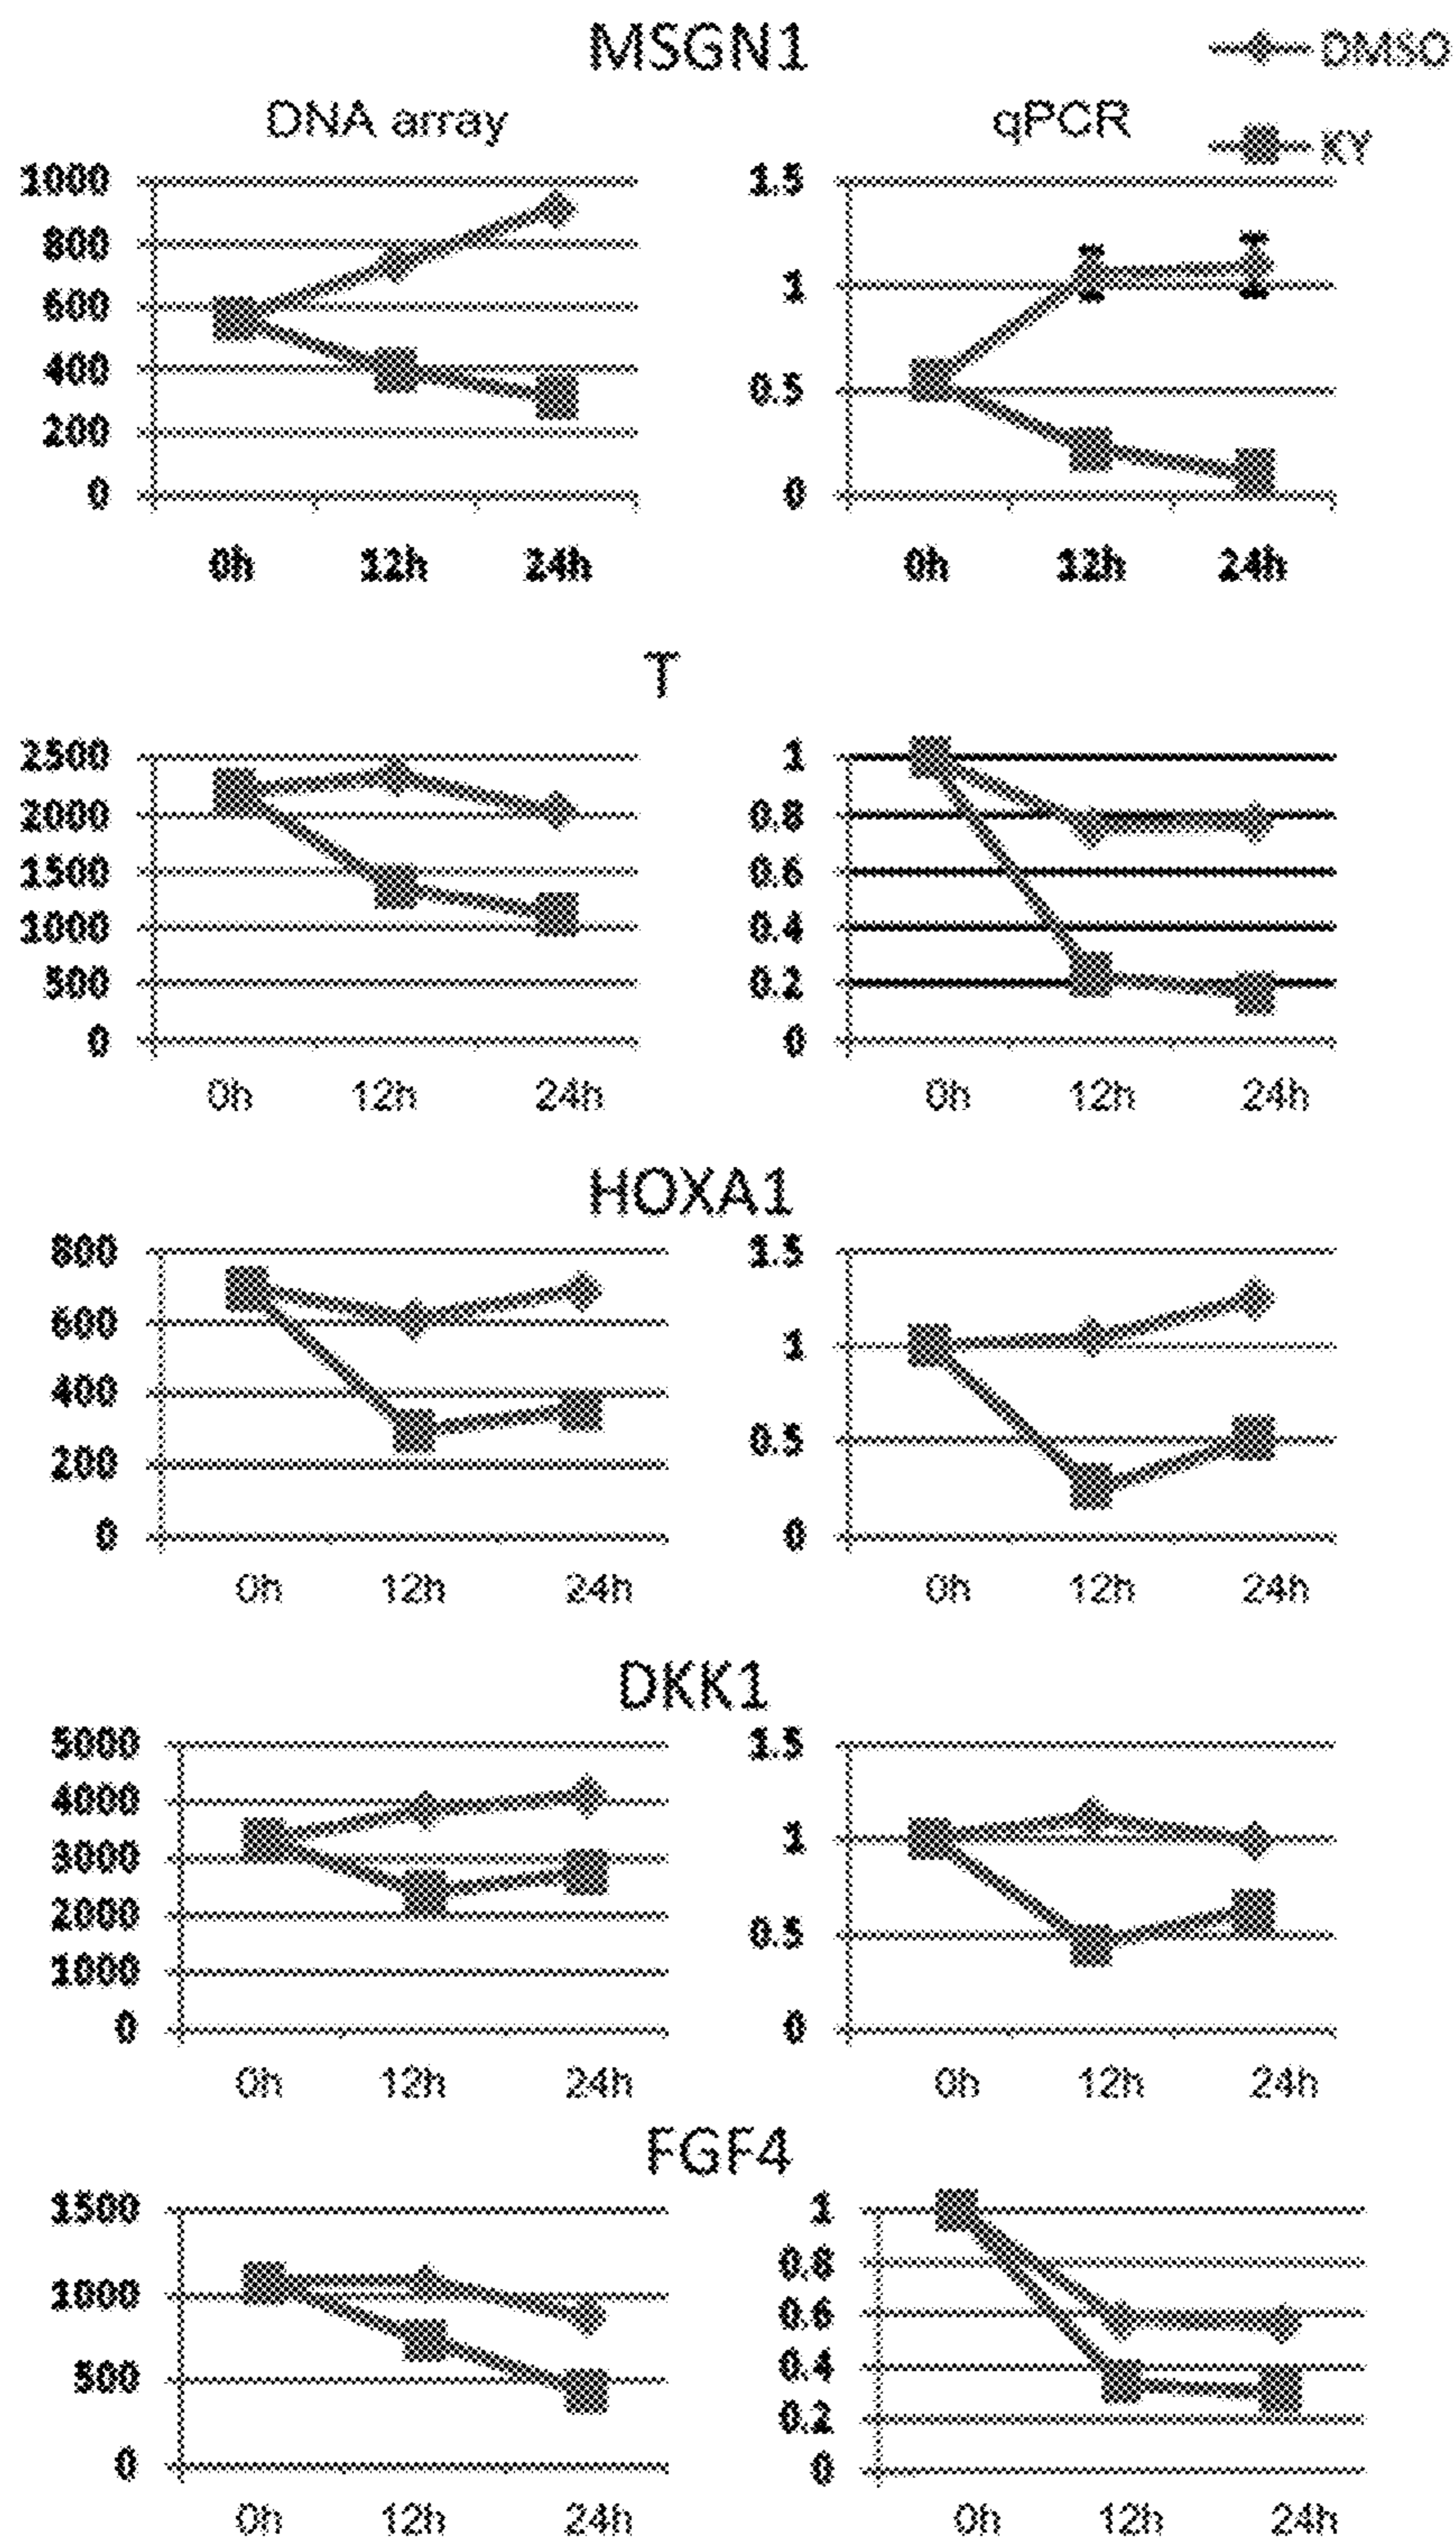 MSGN1
DMSO
KY
DNA array
qPCR
1000
800
600
400
200
0
0h 12h 24h
1.5
1
0.5
0
0h 12h 24h
T
2500
2000
1500
1000
500
0
0h 12h 24h
1
0.8
0.6
0.4
0.2
0
0h 12h 24h
HOXA1
800
600
400
200
0
0h 12h 24h
1.5
1
0.5
0
0h 12h 24h
DKK1
5000
4000
3000
2000
1000
0
0h 12h 24h
1.5
1
0.5
0
0h 12h 24h
FGF4
1500
1000
500
0
0h 12h 24h
1
0.8
0.6
0.4
0.2
0
0h 12h 24h